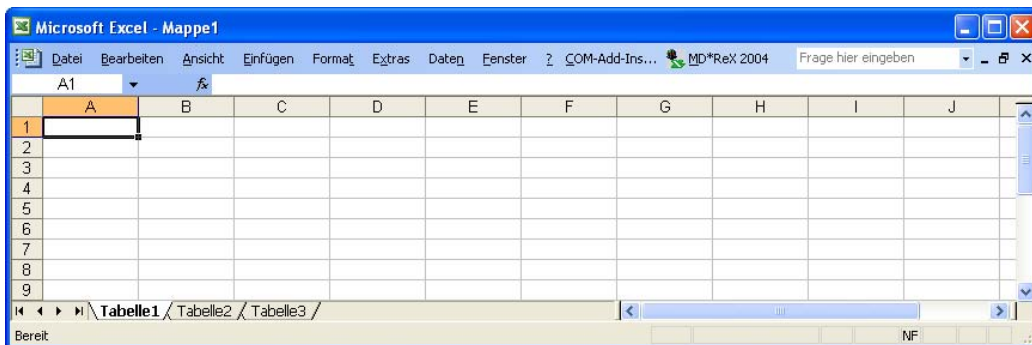 Microsoft Excel - Mappe1
Datei Bearbeiten Ansicht Einfügen Format Extras Daten Fenster ? COM-Add-Ins... MD*ReX 2004 Frage hier eingeben
A1 fx
A B C D E F G H I J
1
2
3
4
5
6
7
8
9
Tabelle1 Tabelle2 Tabelle3
Bereit NF